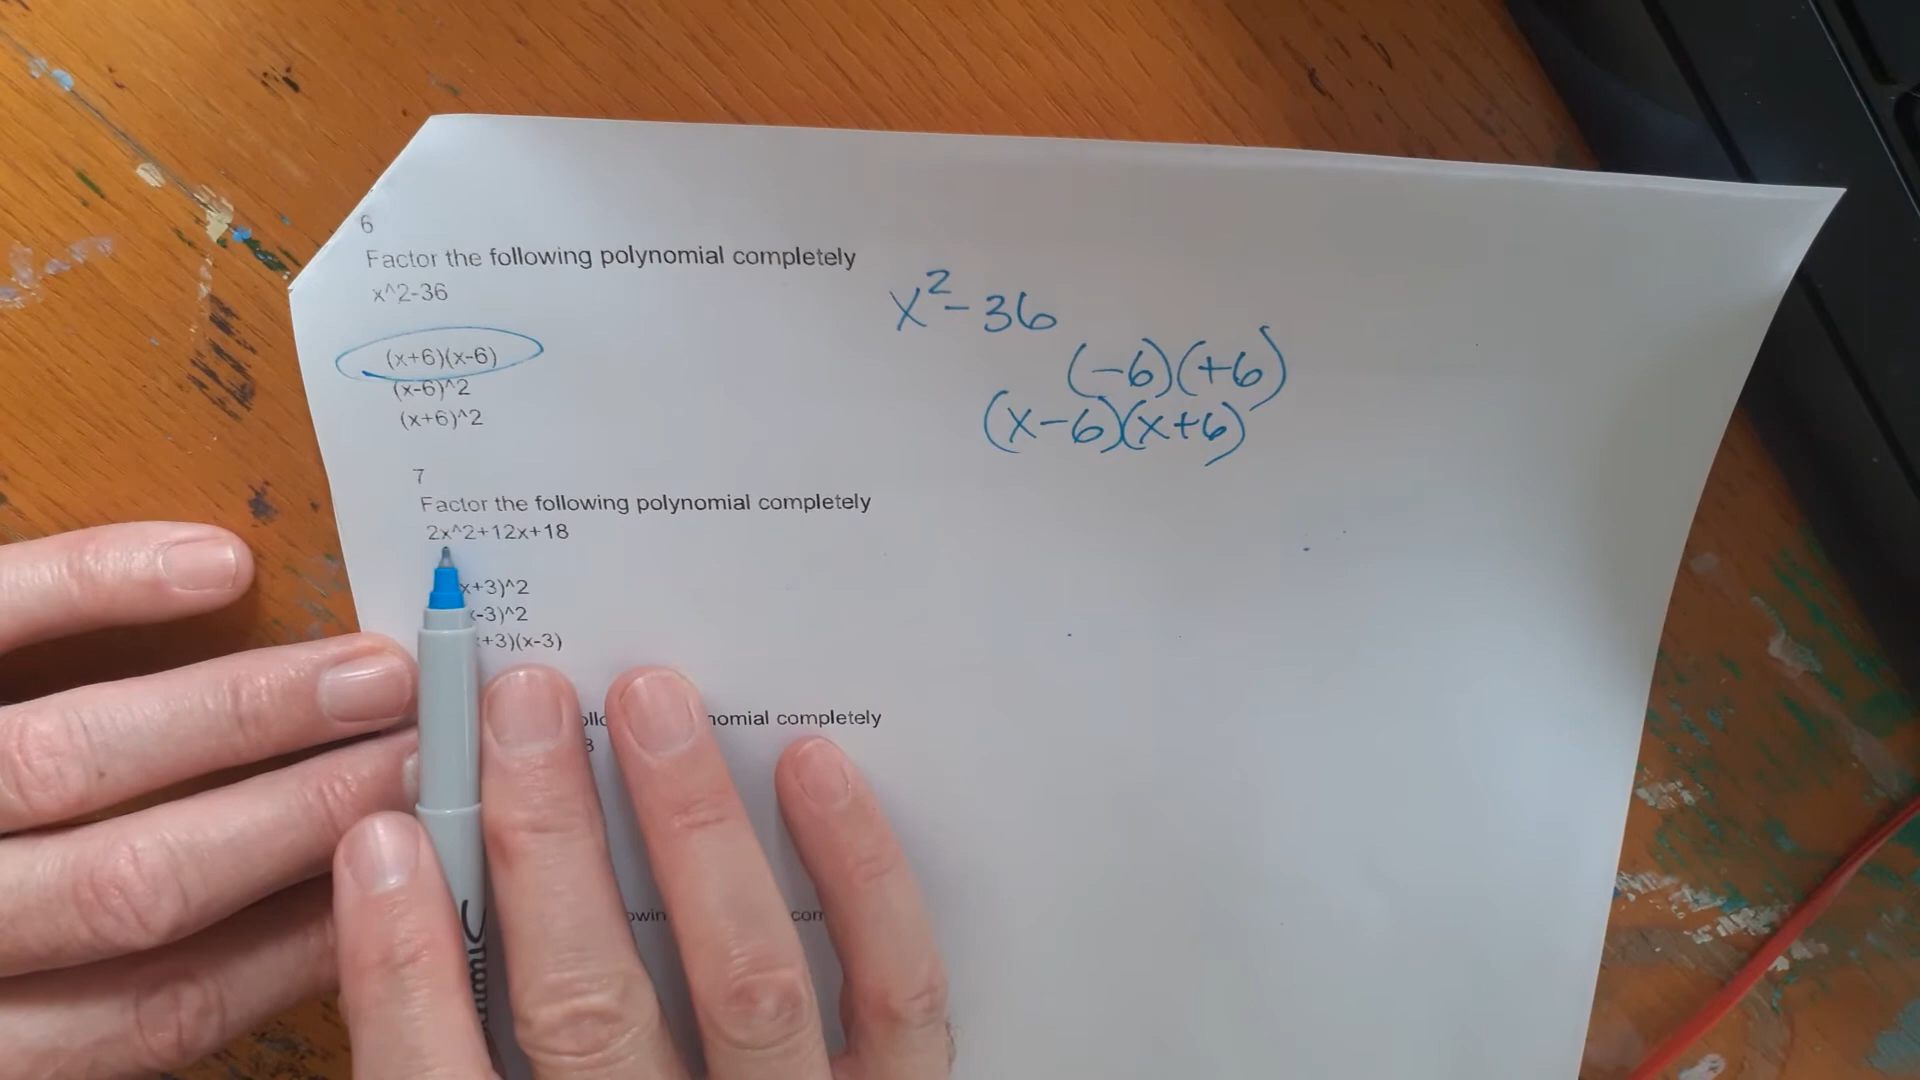 6
Factor the following polynomial completely
x^2-36
(x+6)(x-6)
(x-6)^2
(x+6)^2
x² - 36
(-6)(+6)
(x-6)(x+6)
7
Factor the following polynomial completely
2x^2+12x+18
x+3)^2
-3)^2
+3)(x-3)
completely